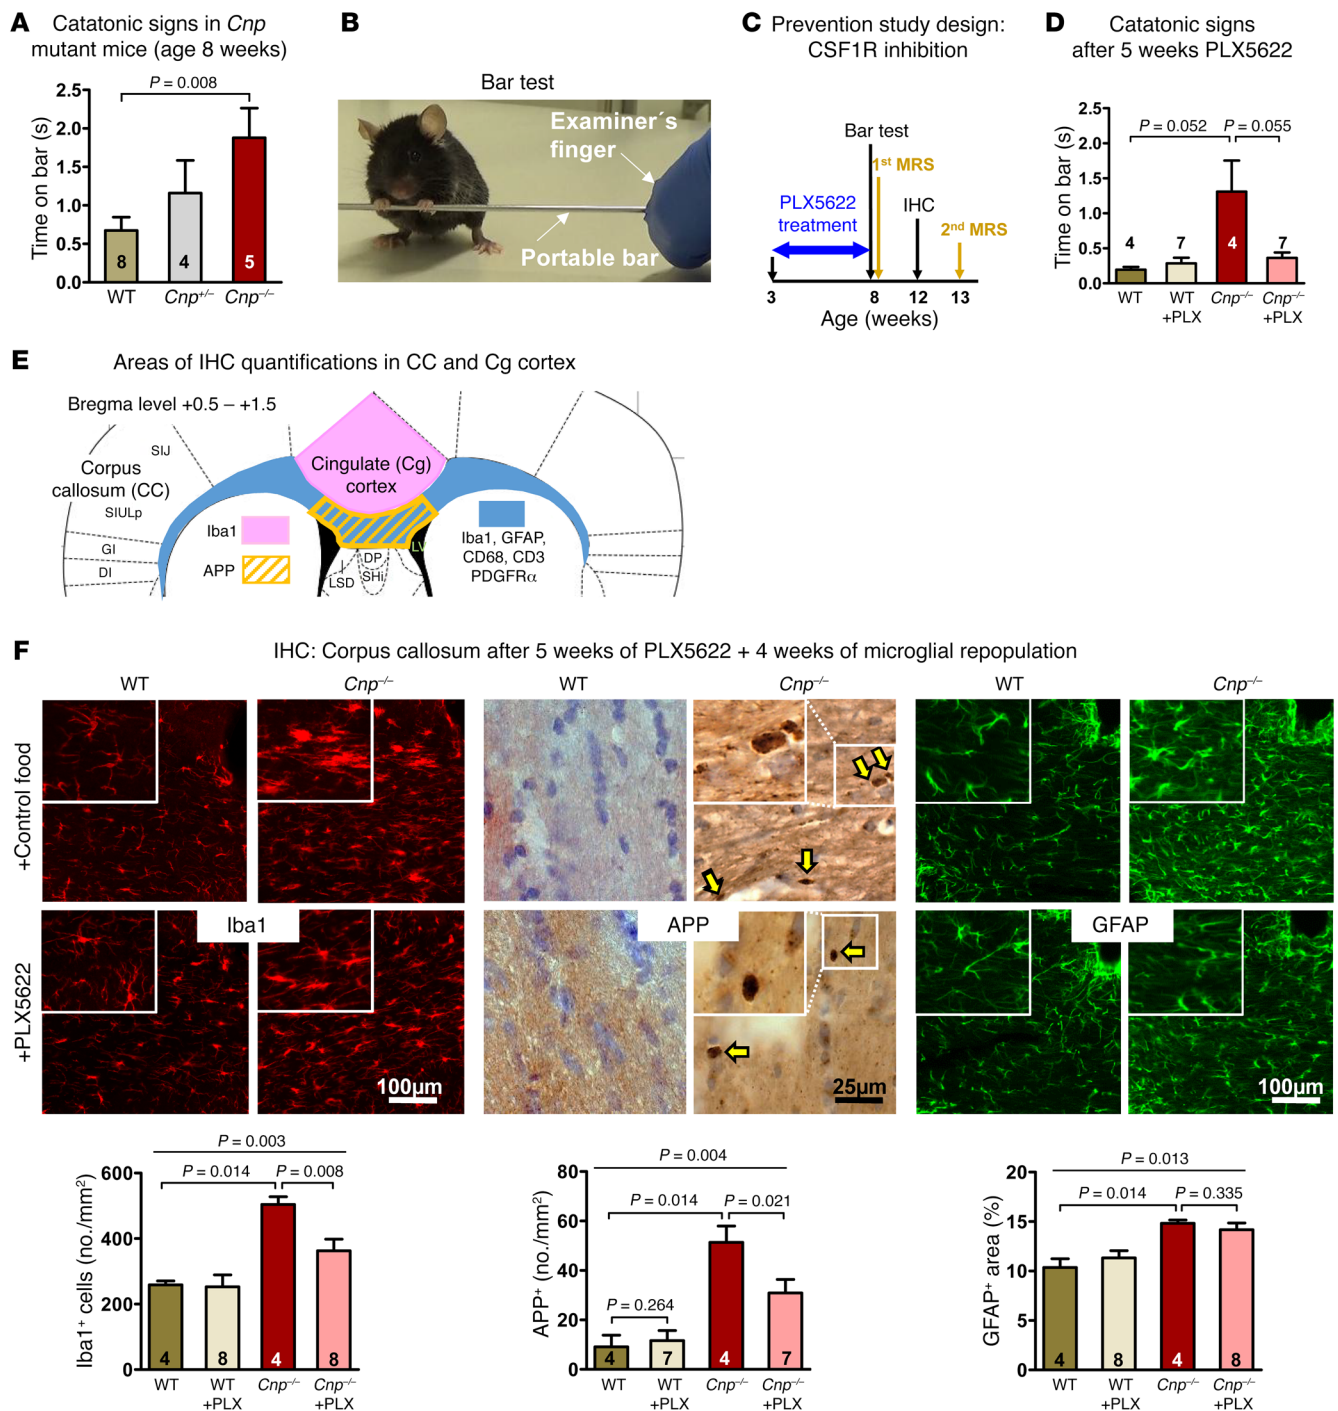 A
Catatonic signs in Cnp
mutant mice (age 8 weeks)
P = 0.008
Time on bar (s)
2.5
2.0
1.5
1.0
0.5
0.0
8
4
5
WT
Cnp+/–
Cnp–/–
B
Bar test
Examiner´s
finger
Portable bar
C
Prevention study design:
CSF1R inhibition
Bar test
1st MRS
PLX5622
treatment
IHC
2nd MRS
3
8
12
13
Age (weeks)
D
Catatonic signs
after 5 weeks PLX5622
P = 0.052
P = 0.055
Time on bar (s)
2.5
2.0
1.5
1.0
0.5
0.0
4
7
4
7
WT
WT
+PLX
Cnp–/–
Cnp–/–
+PLX
E
Areas of IHC quantifications in CC and Cg cortex
Bregma level +0.5 – +1.5
SIJ
Corpus
callosum (CC)
SIULp
GI
DI
Cingulate (Cg)
cortex
Iba1
APP
Iba1, GFAP,
CD68, CD3
PDGFRα
LV
DP
LSD
SHi
F
IHC: Corpus callosum after 5 weeks of PLX5622 + 4 weeks of microglial repopulation
WT
Cnp–/–
WT
Cnp–/–
WT
Cnp–/–
+Control food
+PLX5622
Iba1
APP
GFAP
100µm
25µm
100µm
P = 0.003
P = 0.014
P = 0.008
Iba1+ cells (no./mm2)
600
400
200
0
4
8
4
8
WT
WT
+PLX
Cnp–/–
Cnp–/–
+PLX
P = 0.004
P = 0.014
P = 0.021
P = 0.264
APP+ (no./mm2)
80
60
40
20
0
4
7
4
7
WT
WT
+PLX
Cnp–/–
Cnp–/–
+PLX
P = 0.013
P = 0.014
P = 0.335
GFAP+ area (%)
20
15
10
5
0
4
8
4
8
WT
WT
+PLX
Cnp–/–
Cnp–/–
+PLX